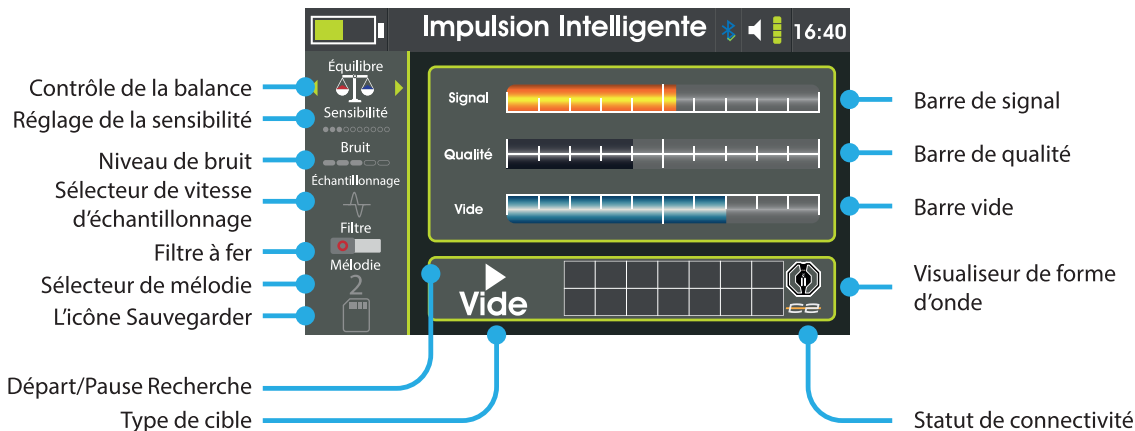 Impulsion Intelligente
16:40
Équilibre
Sensibilité
Bruit
Échantillonnage
Filtre
Mélodie
2
Signal
Qualité
Vide
Vide
Contrôle de la balance
Réglage de la sensibilité
Niveau de bruit
Sélecteur de vitesse
d'échantillonnage
Filtre à fer
Sélecteur de mélodie
L'icône Sauvegarder
Départ/Pause Recherche
Type de cible
Barre de signal
Barre de qualité
Barre vide
Visualiseur de forme
d'onde
Statut de connectivité